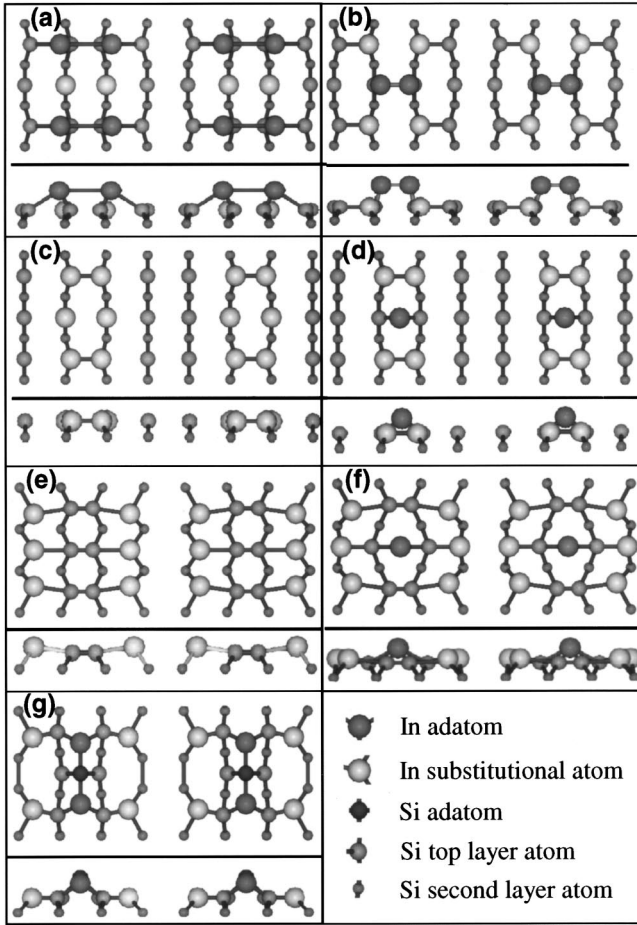 (a)
(b)
(c)
(d)
(e)
(f)
(g)
In adatom
In substitutional atom
Si adatom
Si top layer atom
Si second layer atom